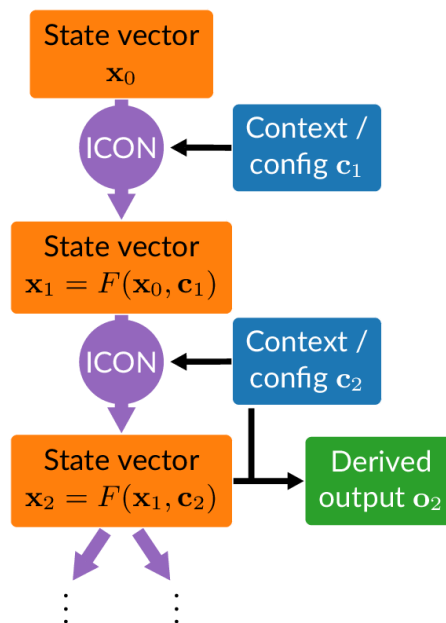 State vector
x₀
ICON
Context /
config c₁
State vector
x₁ = F(x₀, c₁)
ICON
Context /
config c₂
State vector
x₂ = F(x₁, c₂)
Derived
output o₂
⋮ ⋮